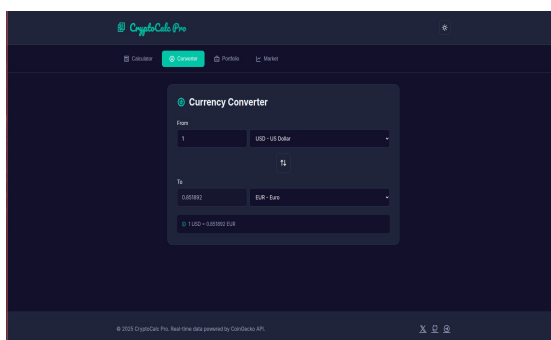 CryptoCalc Pro
Calculator Converter Portfolio Market
Currency Converter
From
1 USD - US Dollar
To
0.851892 EUR - Euro
1 USD = 0.851892 EUR
© 2025 CryptoCalc Pro. Real-time data powered by CoinGecko API.